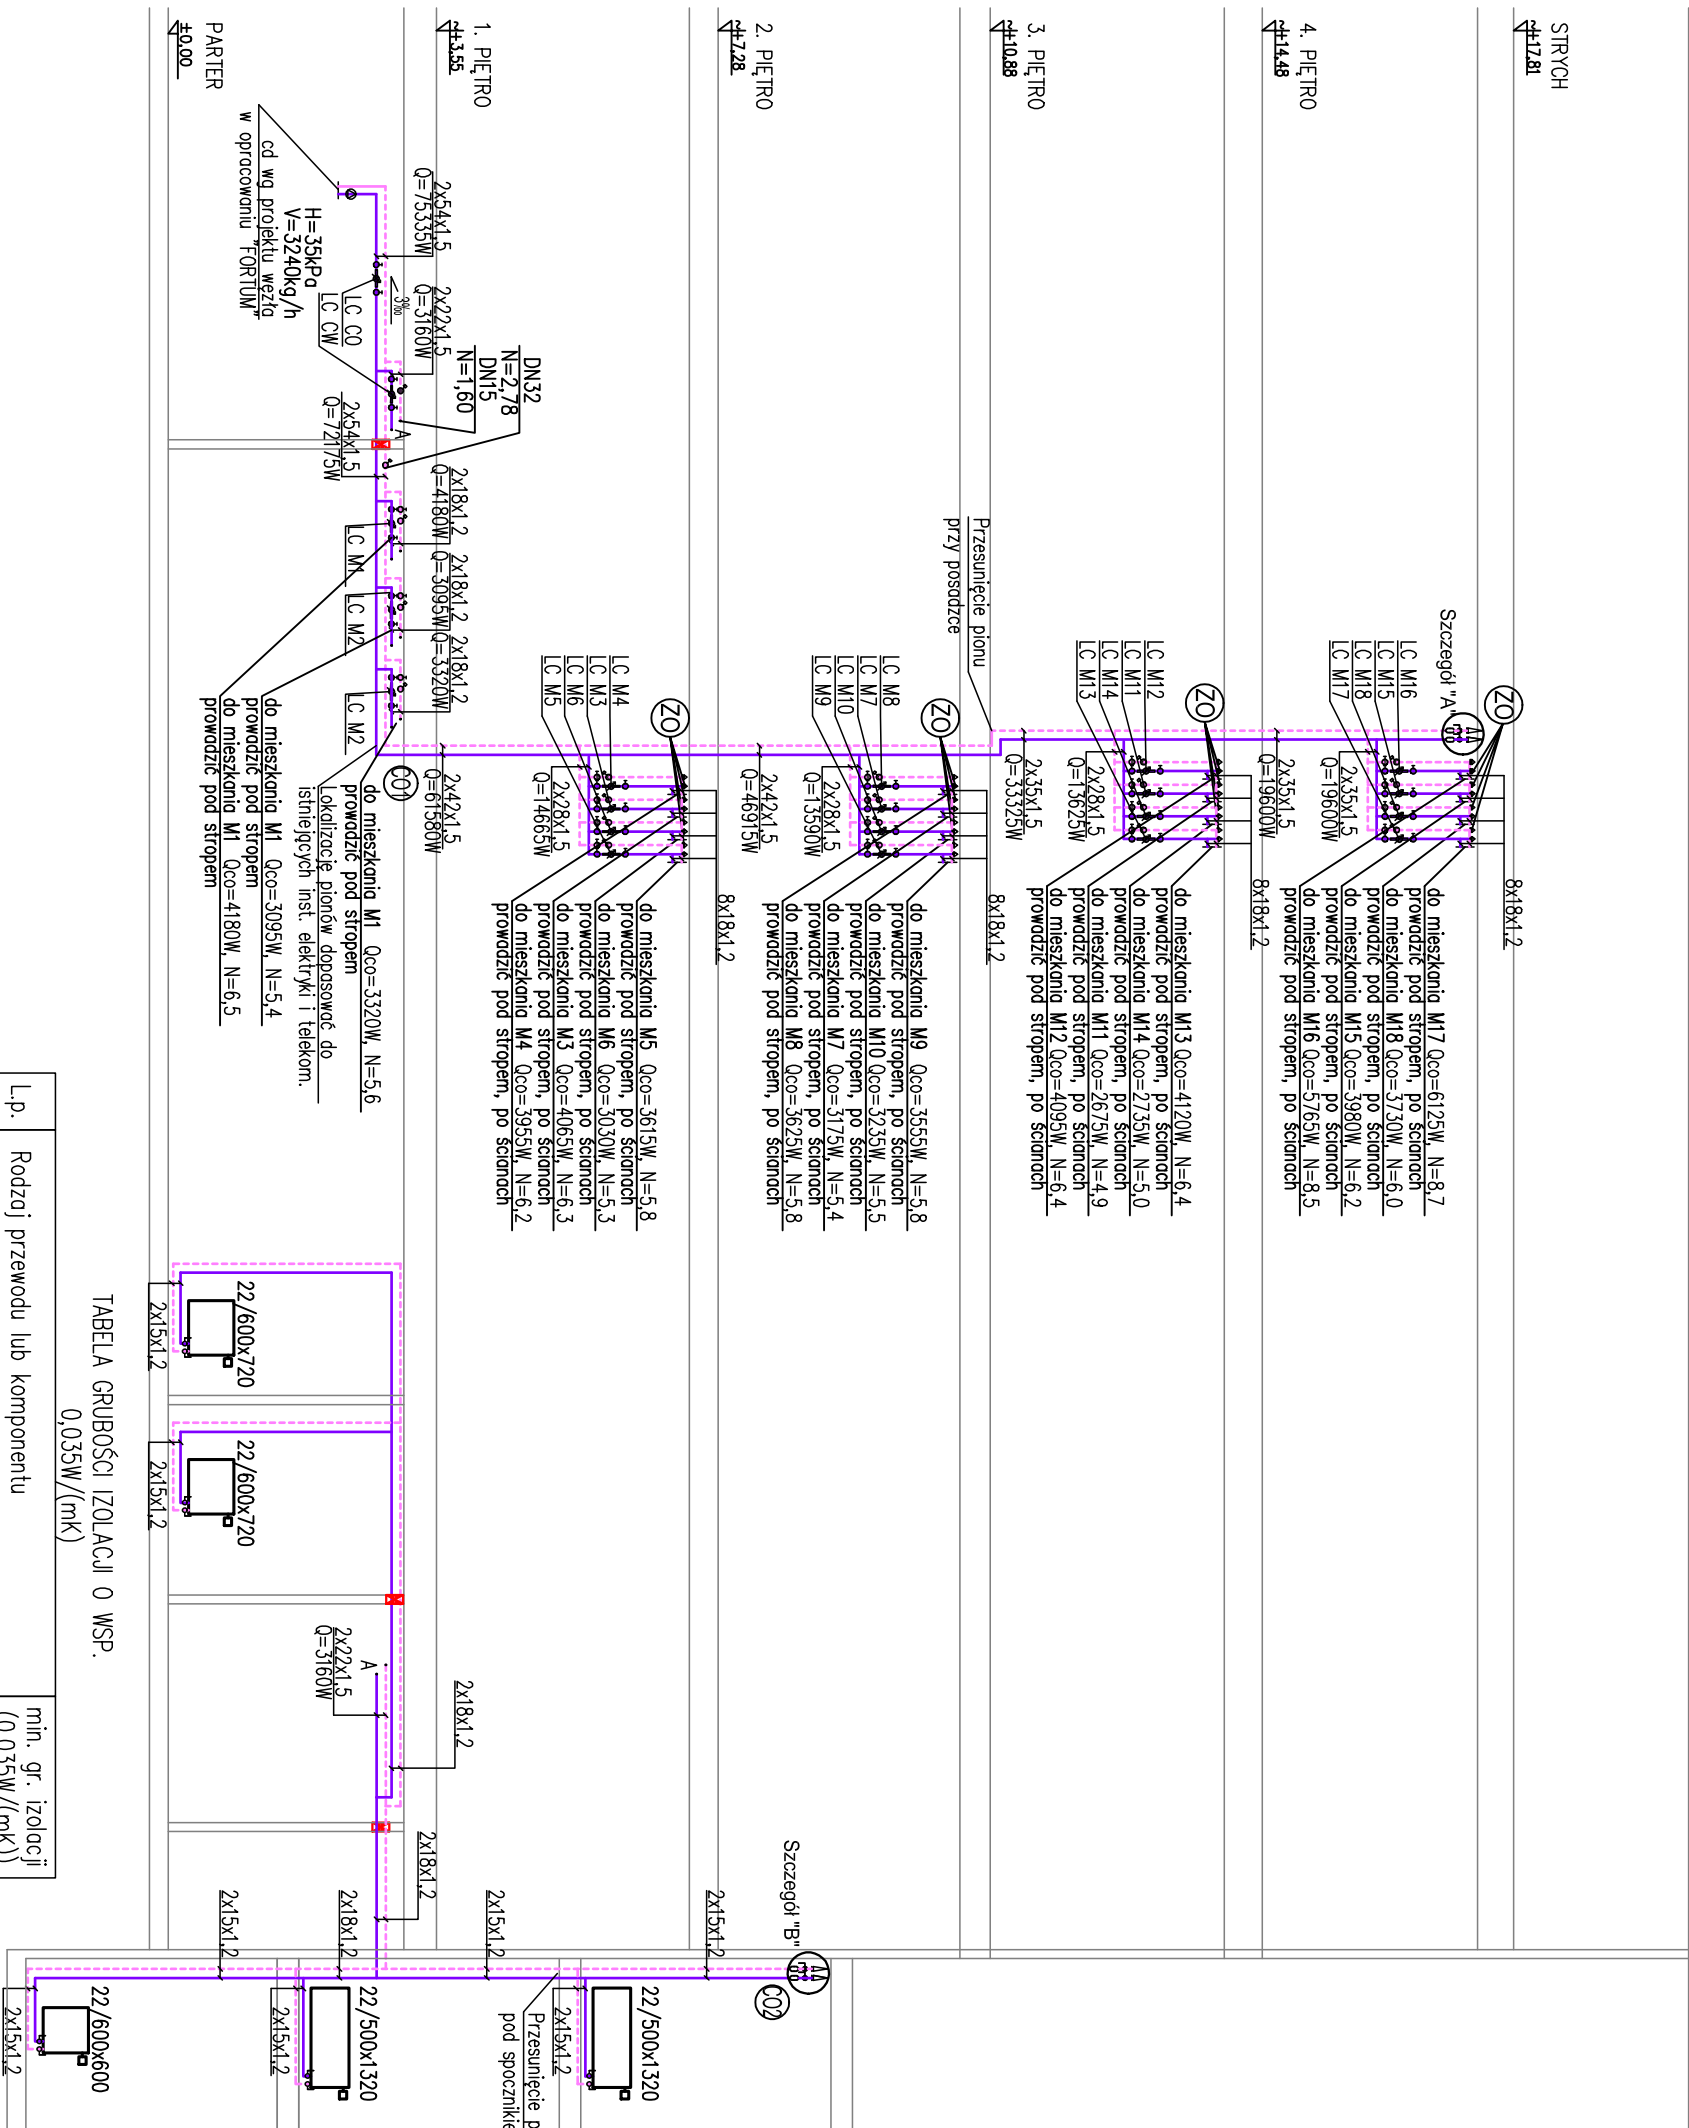 STRYCH
~+17,81
4. PIĘTRO
~+14,48
3. PIĘTRO
~+10,88
2. PIĘTRO
~+7,28
1. PIĘTRO
~+3,55
PARTER
±0,00
Szczegół "A"
ZO
LC M16
LC M15
LC M18
LC M17
2x35x1,5
Q=19600W
8x18x1,2
do mieszkania M17 Qco=6125W, N=8,7
prowadzić pod stropem, po ścianach
do mieszkania M18 Qco=3730W, N=6,0
prowadzić pod stropem, po ścianach
do mieszkania M15 Qco=3980W, N=6,2
prowadzić pod stropem, po ścianach
do mieszkania M16 Qco=5765W, N=8,5
prowadzić pod stropem, po ścianach
2x35x1,5
Q=19600W
ZO
LC M12
LC M11
LC M14
LC M13
2x28x1,5
Q=13625W
8x18x1,2
do mieszkania M13 Qco=4120W, N=6,4
prowadzić pod stropem, po ścianach
do mieszkania M14 Qco=2735W, N=5,0
prowadzić pod stropem, po ścianach
do mieszkania M11 Qco=2675W, N=4,9
prowadzić pod stropem, po ścianach
do mieszkania M12 Qco=4095W, N=6,4
prowadzić pod stropem, po ścianach
2x35x1,5
Q=33325W
Przesunięcie pionu
przy posadzce
ZO
LC M8
LC M7
LC M10
LC M9
2x28x1,5
Q=13590W
8x18x1,2
do mieszkania M9 Qco=3555W, N=5,8
prowadzić pod stropem, po ścianach
do mieszkania M10 Qco=3235W, N=5,5
prowadzić pod stropem, po ścianach
do mieszkania M7 Qco=3175W, N=5,4
prowadzić pod stropem, po ścianach
do mieszkania M8 Qco=3625W, N=5,8
prowadzić pod stropem, po ścianach
2x42x1,5
Q=46915W
ZO
LC M4
LC M3
LC M6
LC M5
2x28x1,5
Q=14665W
8x18x1,2
do mieszkania M5 Qco=3615W, N=5,8
prowadzić pod stropem, po ścianach
do mieszkania M6 Qco=3030W, N=5,3
prowadzić pod stropem, po ścianach
do mieszkania M3 Qco=4065W, N=6,3
prowadzić pod stropem, po ścianach
do mieszkania M4 Qco=3955W, N=6,2
prowadzić pod stropem, po ścianach
2x42x1,5
Q=61580W
CO1
DN32
N=2,78
DN15
N=1,60
2x54x1,5
Q=75335W
2x22x1,5
Q=3160W
3‰
2x18x1,2
Q=4180W
2x18x1,2
Q=3095W
2x18x1,2
Q=3320W
A
2x54x1,5
Q=72175W
LC CO
LC CW
LC M1
LC M2
LC M2
H=35kPa
V=3240kg/h
cd wg projektu węzła
w opracowaniu "FORTUM"
do mieszkania M1 Qco=3320W, N=5,6
prowadzić pod stropem
Lokalizację pionów dopasować do
istniejących inst. elektryki i telekom.
do mieszkania M1 Qco=3095W, N=5,4
prowadzić pod stropem
do mieszkania M1 Qco=4180W, N=6,5
prowadzić pod stropem
22/600x720
2x15x1,2
22/600x720
2x15x1,2
A
2x22x1,5
Q=3160W
2x18x1,2
2x18x1,2
Szczegół "B"
CO2
2x15x1,2
22/500x1320
2x15x1,2
Przesunięcie
pod
2x15x1,2
2x18x1,2
22/500x1320
2x15x1,2
2x15x1,2
22/600x600
2x15x1,2
TABELA GRUBOŚCI IZOLACJI O WSP.
0,035W/(mK)
L.p.
Rodzaj przewodu lub komponentu
min. gr. izolacji
(0,035W/(mK))